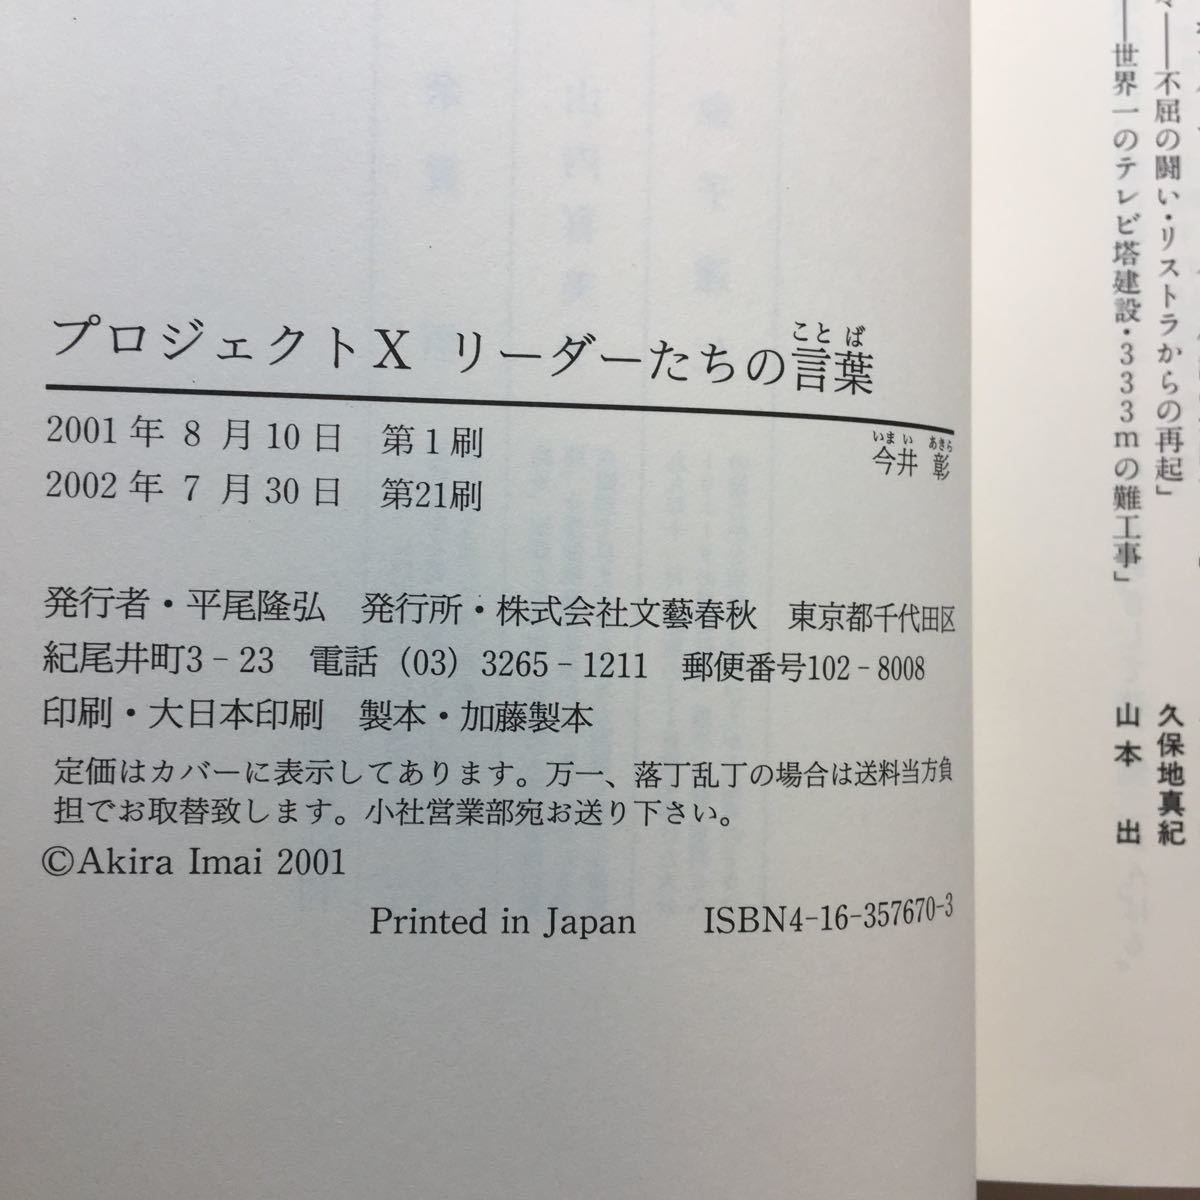 プロジェクトX リーダーたちの言葉
ことば
2001年8月10日 第1刷
2002年7月30日 第21刷
いまい あきら
今井 彰
発行者・平尾隆弘 発行所・株式会社文藝春秋 東京都千代田区
紀尾井町3-23 電話 (03) 3265-1211 郵便番号102-8008
印刷・大日本印刷 製本・加藤製本
定価はカバーに表示してあります。万一、落丁乱丁の場合は送料当方負
担でお取替致します。小社営業部宛お送り下さい。
©Akira Imai 2001
Printed in Japan ISBN4-16-357670-3
――不屈の闘い・リストラからの再起」 久保地真紀
――世界一のテレビ塔建設・333mの難工事」 山本 出